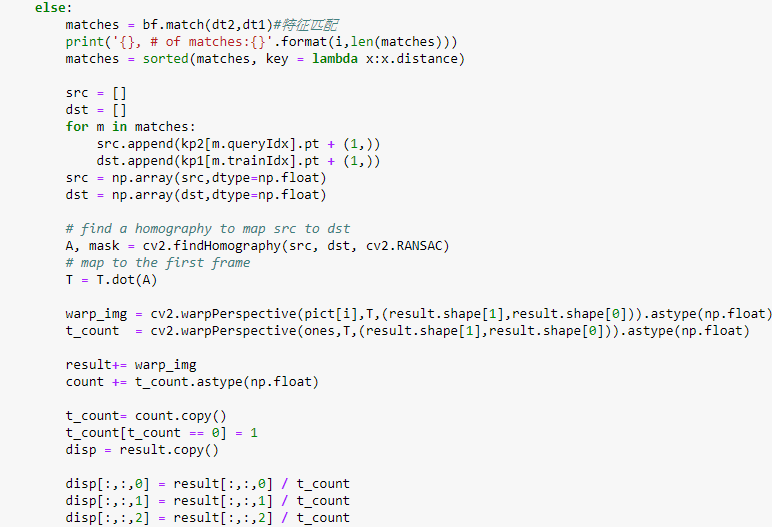 else:
matches = bf.match(dt2,dt1)#特征匹配
print('{}, # of matches:{}'.format(i,len(matches)))
matches = sorted(matches, key = lambda x:x.distance)
src = []
dst = []
for m in matches:
src.append(kp2[m.queryIdx].pt + (1,))
dst.append(kp1[m.trainIdx].pt + (1,))
src = np.array(src,dtype=np.float)
dst = np.array(dst,dtype=np.float)
# find a homography to map src to dst
A, mask = cv2.findHomography(src, dst, cv2.RANSAC)
# map to the first frame
T = T.dot(A)
warp_img = cv2.warpPerspective(pict[i],T,(result.shape[1],result.shape[0])).astype(np.float)
t_count  = cv2.warpPerspective(ones,T,(result.shape[1],result.shape[0])).astype(np.float)
result+= warp_img
count += t_count.astype(np.float)
t_count= count.copy()
t_count[t_count == 0] = 1
disp = result.copy()
disp[:,:,0] = result[:,:,0] / t_count
disp[:,:,1] = result[:,:,1] / t_count
disp[:,:,2] = result[:,:,2] / t_count